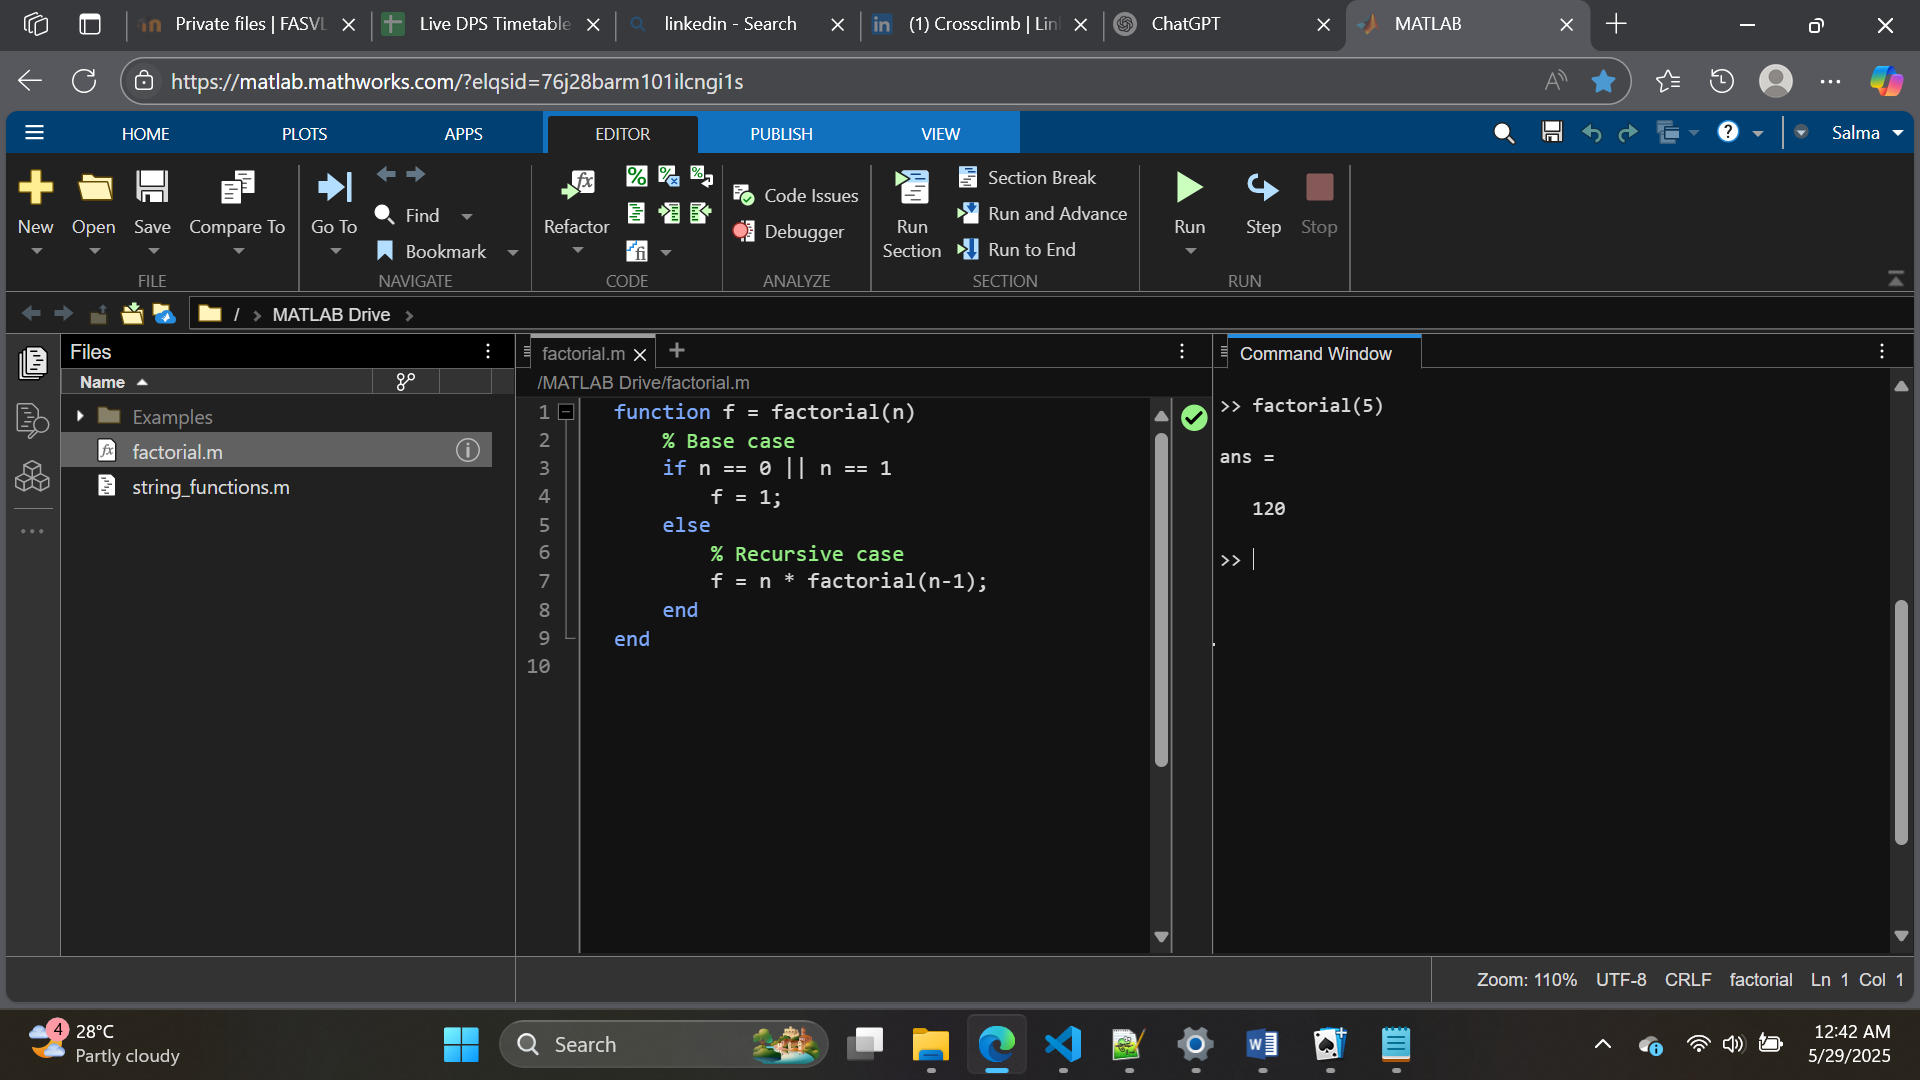 Private files | FASVL
Live DPS Timetable
linkedin - Search
(1) Crossclimb | Lin
ChatGPT
MATLAB
https://matlab.mathworks.com/?elqsid=76j28barm101ilcngi1s
HOME
PLOTS
APPS
EDITOR
PUBLISH
VIEW
Salma
New
Open
Save
Compare To
FILE
Go To
Find
Bookmark
NAVIGATE
Refactor
CODE
Code Issues
Debugger
ANALYZE
Run Section
Section Break
Run and Advance
Run to End
SECTION
Run
Step
Stop
RUN
/ > MATLAB Drive >
Files
Name
Examples
factorial.m
string_functions.m
factorial.m
/MATLAB Drive/factorial.m
1 function f = factorial(n)
2 % Base case
3 if n == 0 || n == 1
4 f = 1;
5 else
6 % Recursive case
7 f = n * factorial(n-1);
8 end
9 end
10
Command Window
>> factorial(5)
ans =
120
>>
Zoom: 110% UTF-8 CRLF factorial Ln 1 Col 1
4
28°C
Partly cloudy
Search
12:42 AM
5/29/2025